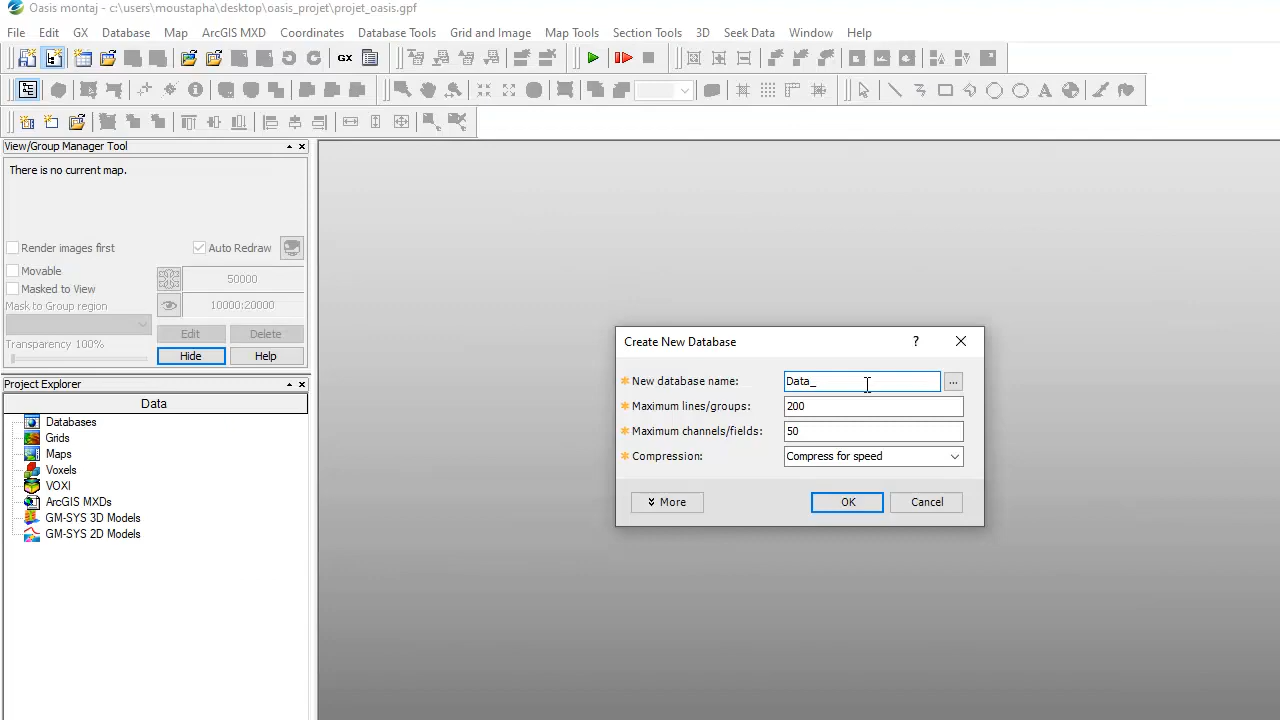 Oasis montaj - c:\users\moustapha\desktop\oasis_projet\projet_oasis.gpf
File Edit GX Database Map ArcGIS MXD Coordinates Database Tools Grid and Image Map Tools Section Tools 3D Seek Data Window Help
GX
View/Group Manager Tool
There is no current map.
Render images first Auto Redraw
Movable 50000
Masked to View
Mask to Group region 10000:20000
Transparency 100% Edit Delete
Hide Help
Project Explorer
Data
Databases
Grids
Maps
Voxels
VOXI
ArcGIS MXDs
GM-SYS 3D Models
GM-SYS 2D Models
Create New Database ?
New database name: Data_ ...
Maximum lines/groups: 200
Maximum channels/fields: 50
Compression: Compress for speed
More OK Cancel